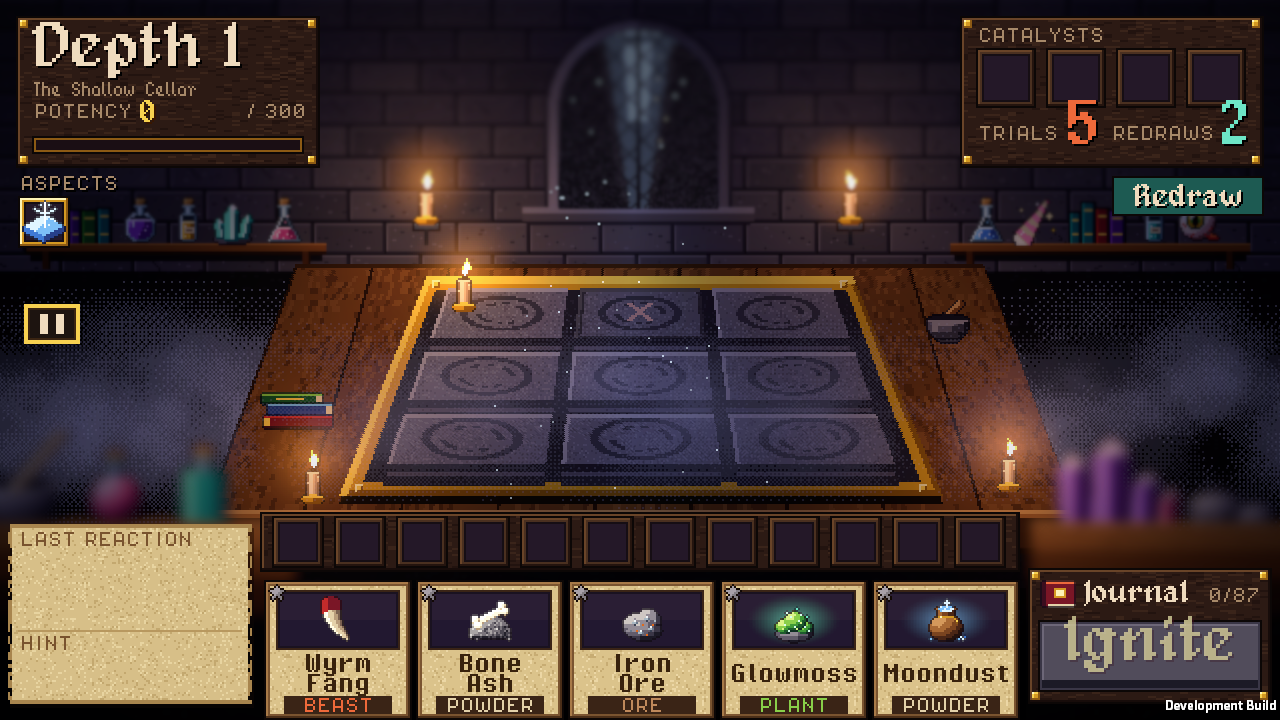 Depth 1
The Shallow Cellar
POTENCY 0 / 300
ASPECTS
CATALYSTS
TRIALS 5 REDRAWS 2
Redraw
X
LAST REACTION
HINT
Wyrm
Fang
BEAST
Bone
Ash
POWDER
Iron
Ore
ORE
Glowmoss
PLANT
Moondust
POWDER
Journal 0/87
Ignite
Development Build